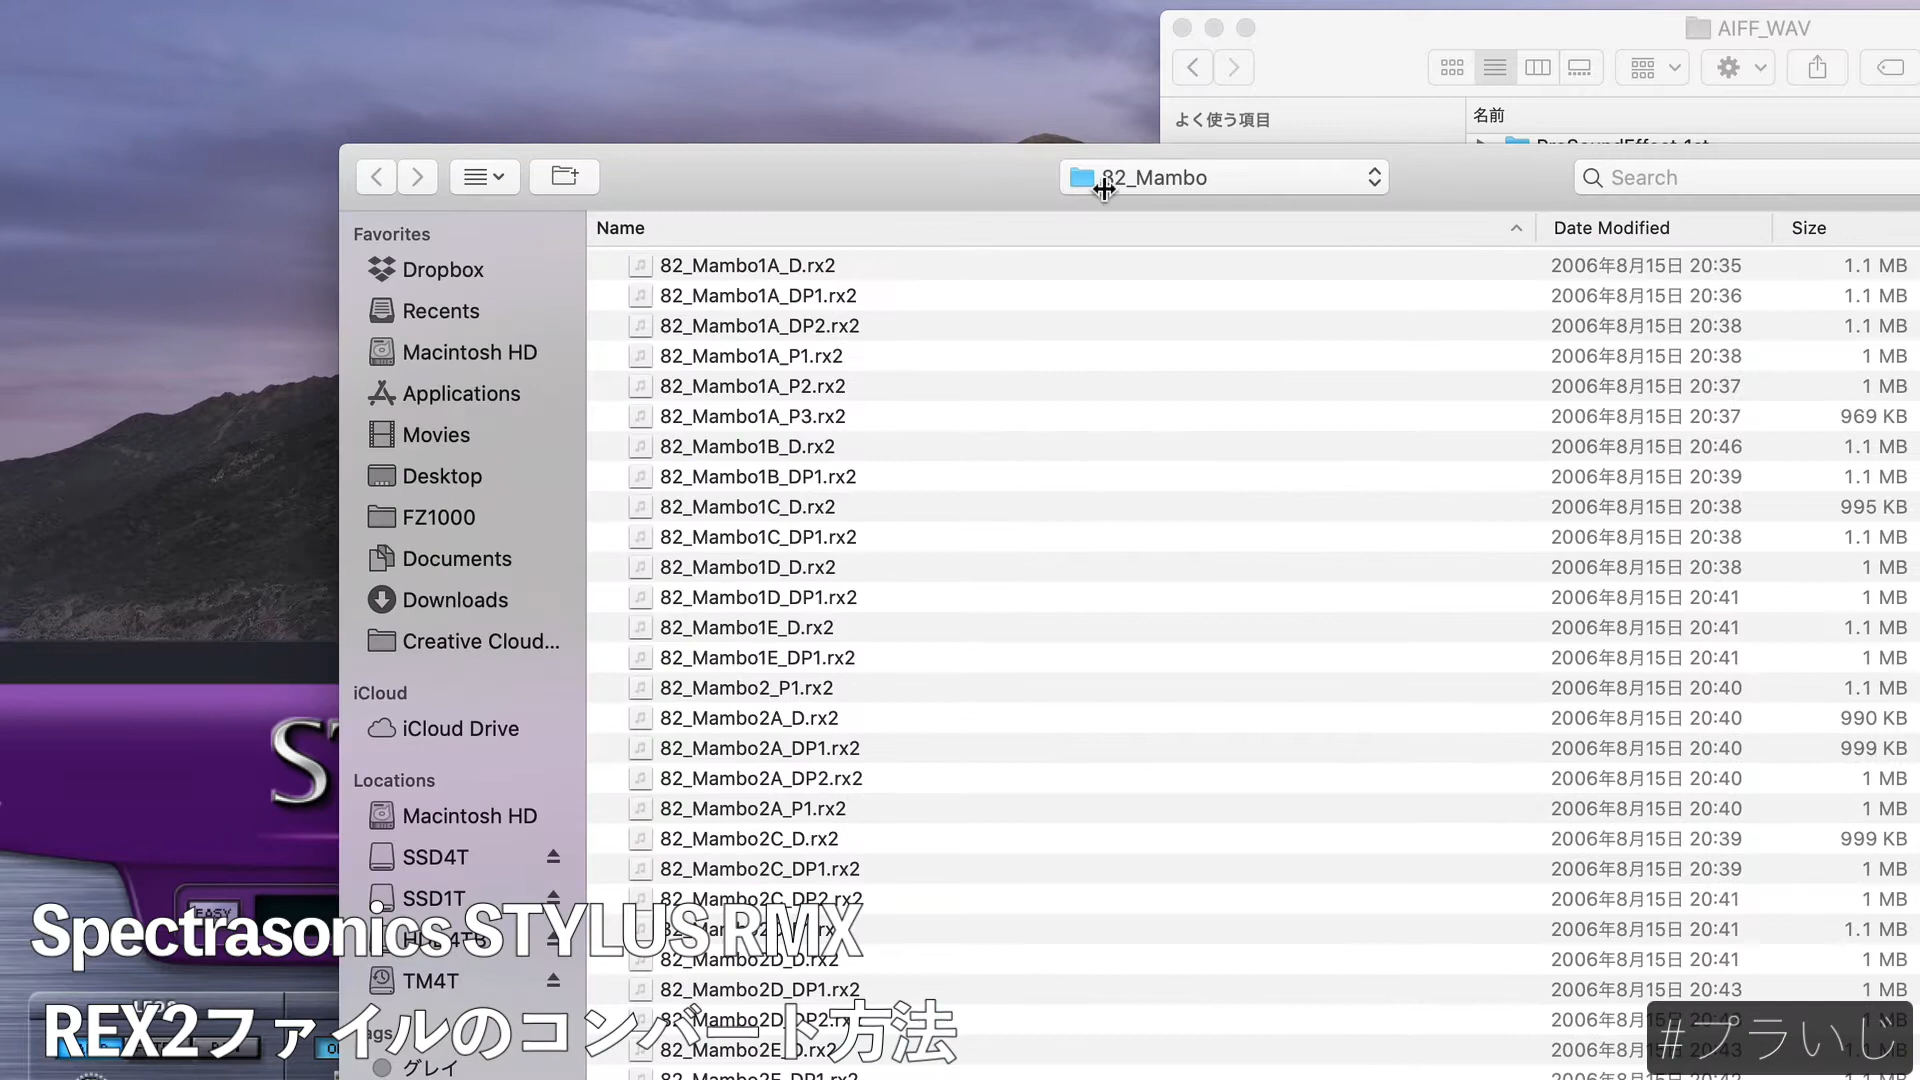 AIFF_WAV
よく使う項目
名前
ProSoundEffect 1st
82_Mambo
Search
Favorites
Dropbox
Recents
Macintosh HD
Applications
Movies
Desktop
FZ1000
Documents
Downloads
Creative Cloud...
iCloud
iCloud Drive
Locations
Macintosh HD
SSD4T
SSD1T
TM4T
グレイ
Name Date Modified Size
82_Mambo1A_D.rx2 2006年8月15日 20:35 1.1 MB
82_Mambo1A_DP1.rx2 2006年8月15日 20:36 1.1 MB
82_Mambo1A_DP2.rx2 2006年8月15日 20:38 1.1 MB
82_Mambo1A_P1.rx2 2006年8月15日 20:38 1 MB
82_Mambo1A_P2.rx2 2006年8月15日 20:37 1 MB
82_Mambo1A_P3.rx2 2006年8月15日 20:37 969 KB
82_Mambo1B_D.rx2 2006年8月15日 20:46 1.1 MB
82_Mambo1B_DP1.rx2 2006年8月15日 20:39 1.1 MB
82_Mambo1C_D.rx2 2006年8月15日 20:38 995 KB
82_Mambo1C_DP1.rx2 2006年8月15日 20:38 1.1 MB
82_Mambo1D_D.rx2 2006年8月15日 20:38 1 MB
82_Mambo1D_DP1.rx2 2006年8月15日 20:41 1 MB
82_Mambo1E_D.rx2 2006年8月15日 20:41 1.1 MB
82_Mambo1E_DP1.rx2 2006年8月15日 20:41 1 MB
82_Mambo2_P1.rx2 2006年8月15日 20:40 1.1 MB
82_Mambo2A_D.rx2 2006年8月15日 20:40 990 KB
82_Mambo2A_DP1.rx2 2006年8月15日 20:40 999 KB
82_Mambo2A_DP2.rx2 2006年8月15日 20:40 1 MB
82_Mambo2A_P1.rx2 2006年8月15日 20:40 1 MB
82_Mambo2C_D.rx2 2006年8月15日 20:39 999 KB
82_Mambo2C_DP1.rx2 2006年8月15日 20:39 1 MB
82_Mambo2C_DP2.rx2 2006年8月15日 20:41 1 MB
2006年8月15日 20:41 1.1 MB
82_Mambo2D_D.rx2 2006年8月15日 20:41 1 MB
82_Mambo2D_DP1.rx2 2006年8月15日 20:43 1 MB
EASY
Spectrasonics STYLUS RMX
REX2ファイルのコンバート方法
#プラいじ